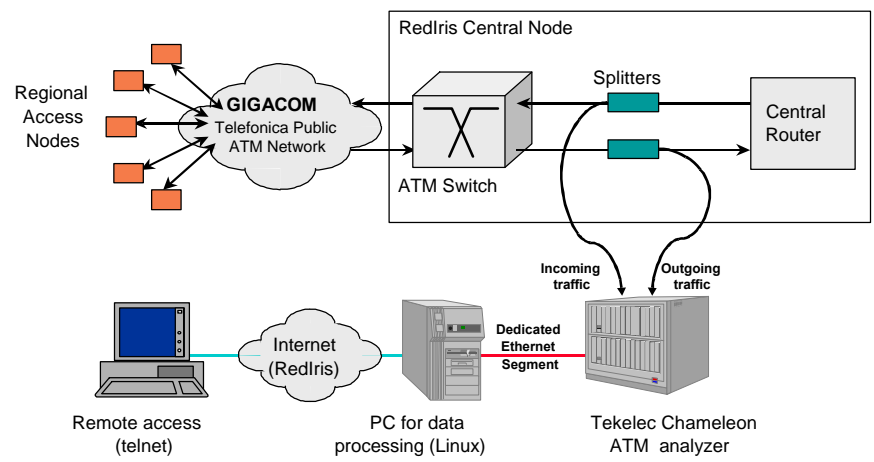 RedIris Central Node
Splitters
Regional
Access
Nodes
GIGACOM
Telefonica Public
ATM Network
Central
Router
ATM Switch
Incoming
traffic
Outgoing
traffic
Internet
(RedIris)
Dedicated
Ethernet
Segment
Remote access
(telnet)
PC for data
processing (Linux)
Tekelec Chameleon
ATM analyzer